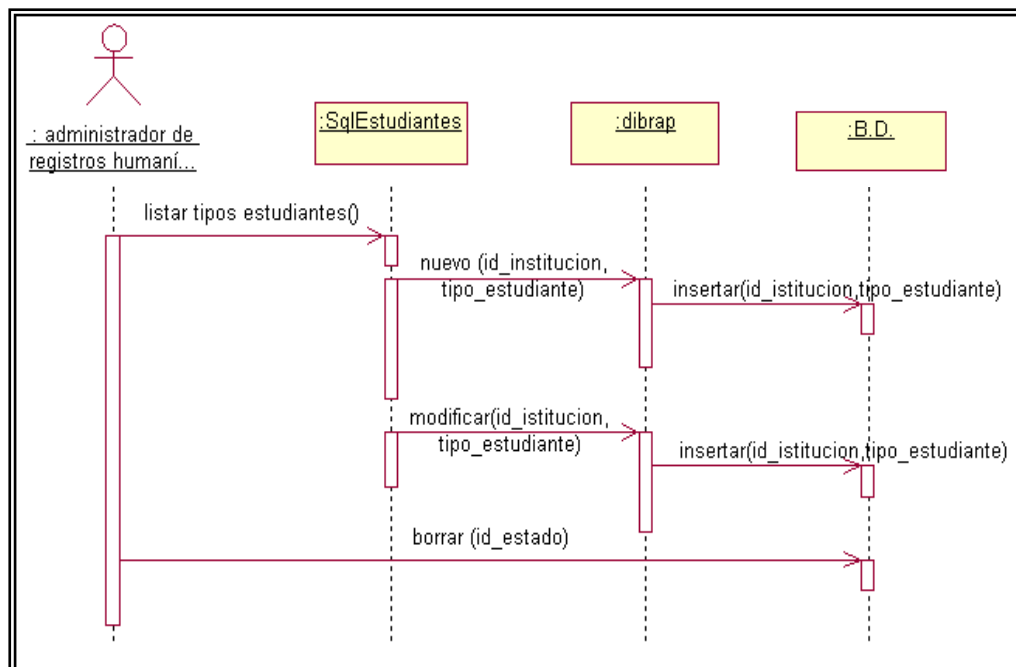 : administrador de
registros humaní...
:SqlEstudiantes
:dibrap
:B.D.
listar tipos estudiantes()
nuevo (id_institucion,
tipo_estudiante)
insertar(id_istitucion,tipo_estudiante)
modificar(id_istitucion,
tipo_estudiante)
insertar(id_istitucion,tipo_estudiante)
borrar (id_estado)